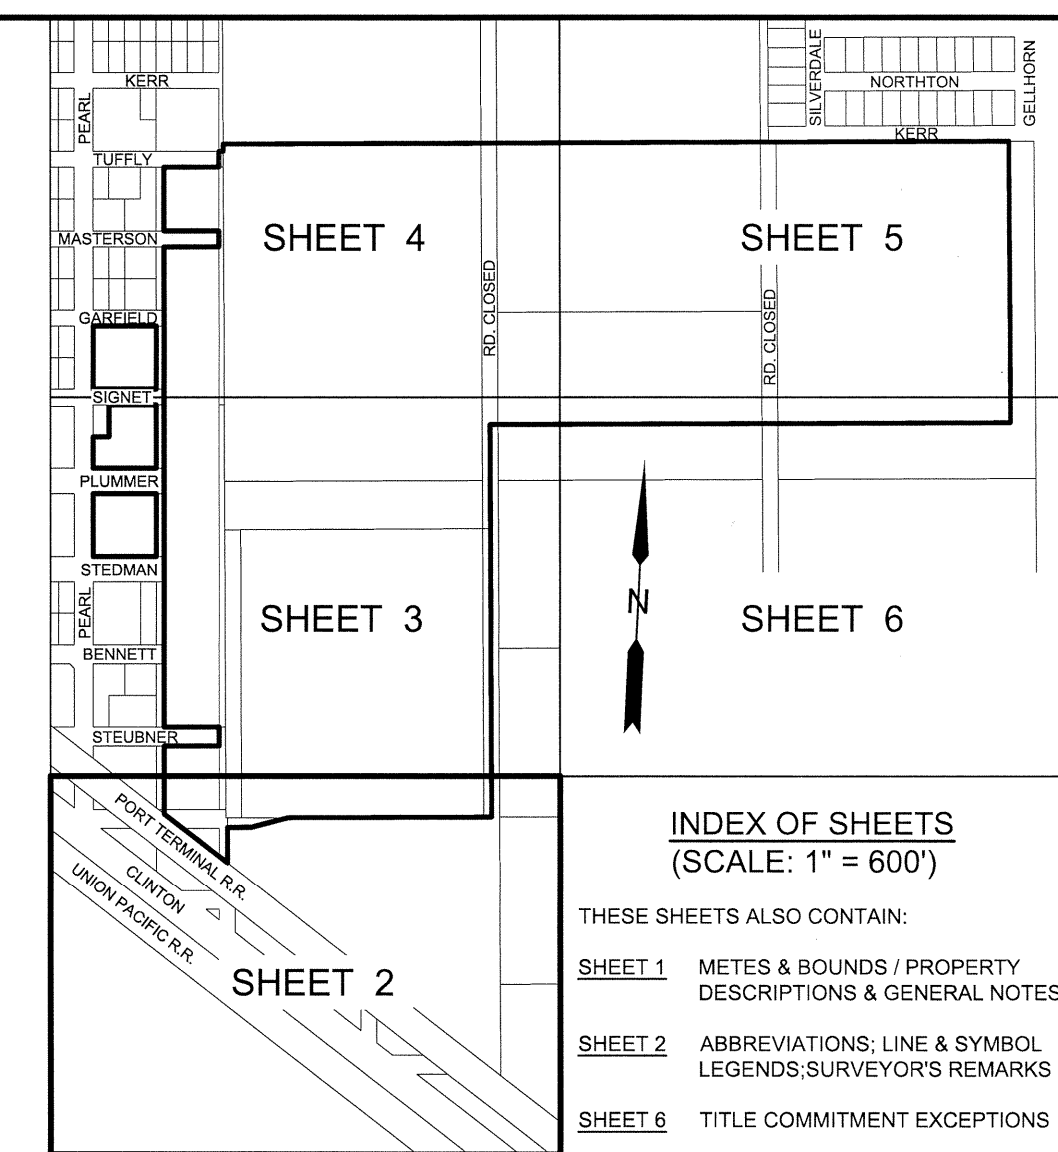 KERR
SILVERDALE
NORTHTON
GELLHORN
PEARL
KERR
TUFFLY
MASTERSON
SHEET 4
SHEET 5
RD. CLOSED
RD. CLOSED
GARFIELD
SIGNET
PLUMMER
STEDMAN
PEARL
SHEET 3
N
SHEET 6
BENNETT
STEUBNER
PORT TERMINAL R.R.
CLINTON
UNION PACIFIC R.R.
SHEET 2
INDEX OF SHEETS
(SCALE: 1" = 600')
THESE SHEETS ALSO CONTAIN:
SHEET 1 METES & BOUNDS / PROPERTY
DESCRIPTIONS & GENERAL NOTES
SHEET 2 ABBREVIATIONS; LINE & SYMBOL
LEGENDS;SURVEYOR'S REMARKS
SHEET 6 TITLE COMMITMENT EXCEPTIONS